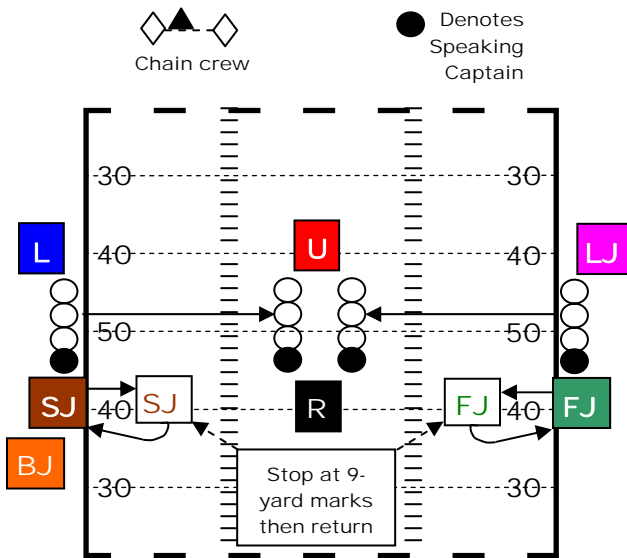 Denotes
Speaking
Captain
Chain crew
30 30
L 40 U 40 LJ
50 50
SJ SJ 40 R FJ 40 FJ
BJ
Stop at 9-
yard marks
then return
30 30